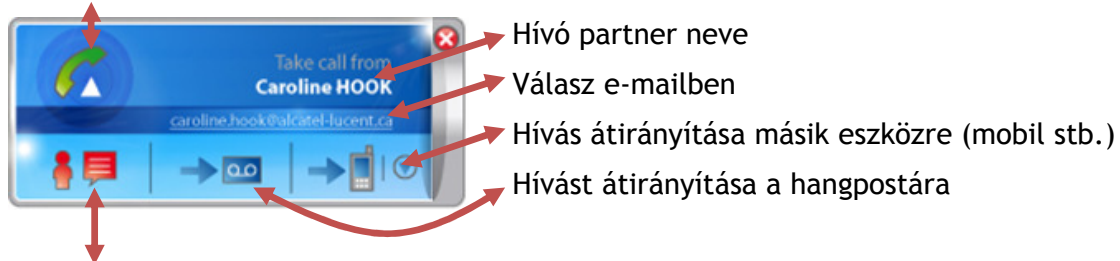 Take call from
Caroline HOOK
caroline.hook@alcatel-lucent.ca
Hívó partner neve
Válasz e-mailben
Hívás átirányítása másik eszközre (mobil stb.)
Hívást átirányítása a hangpostára